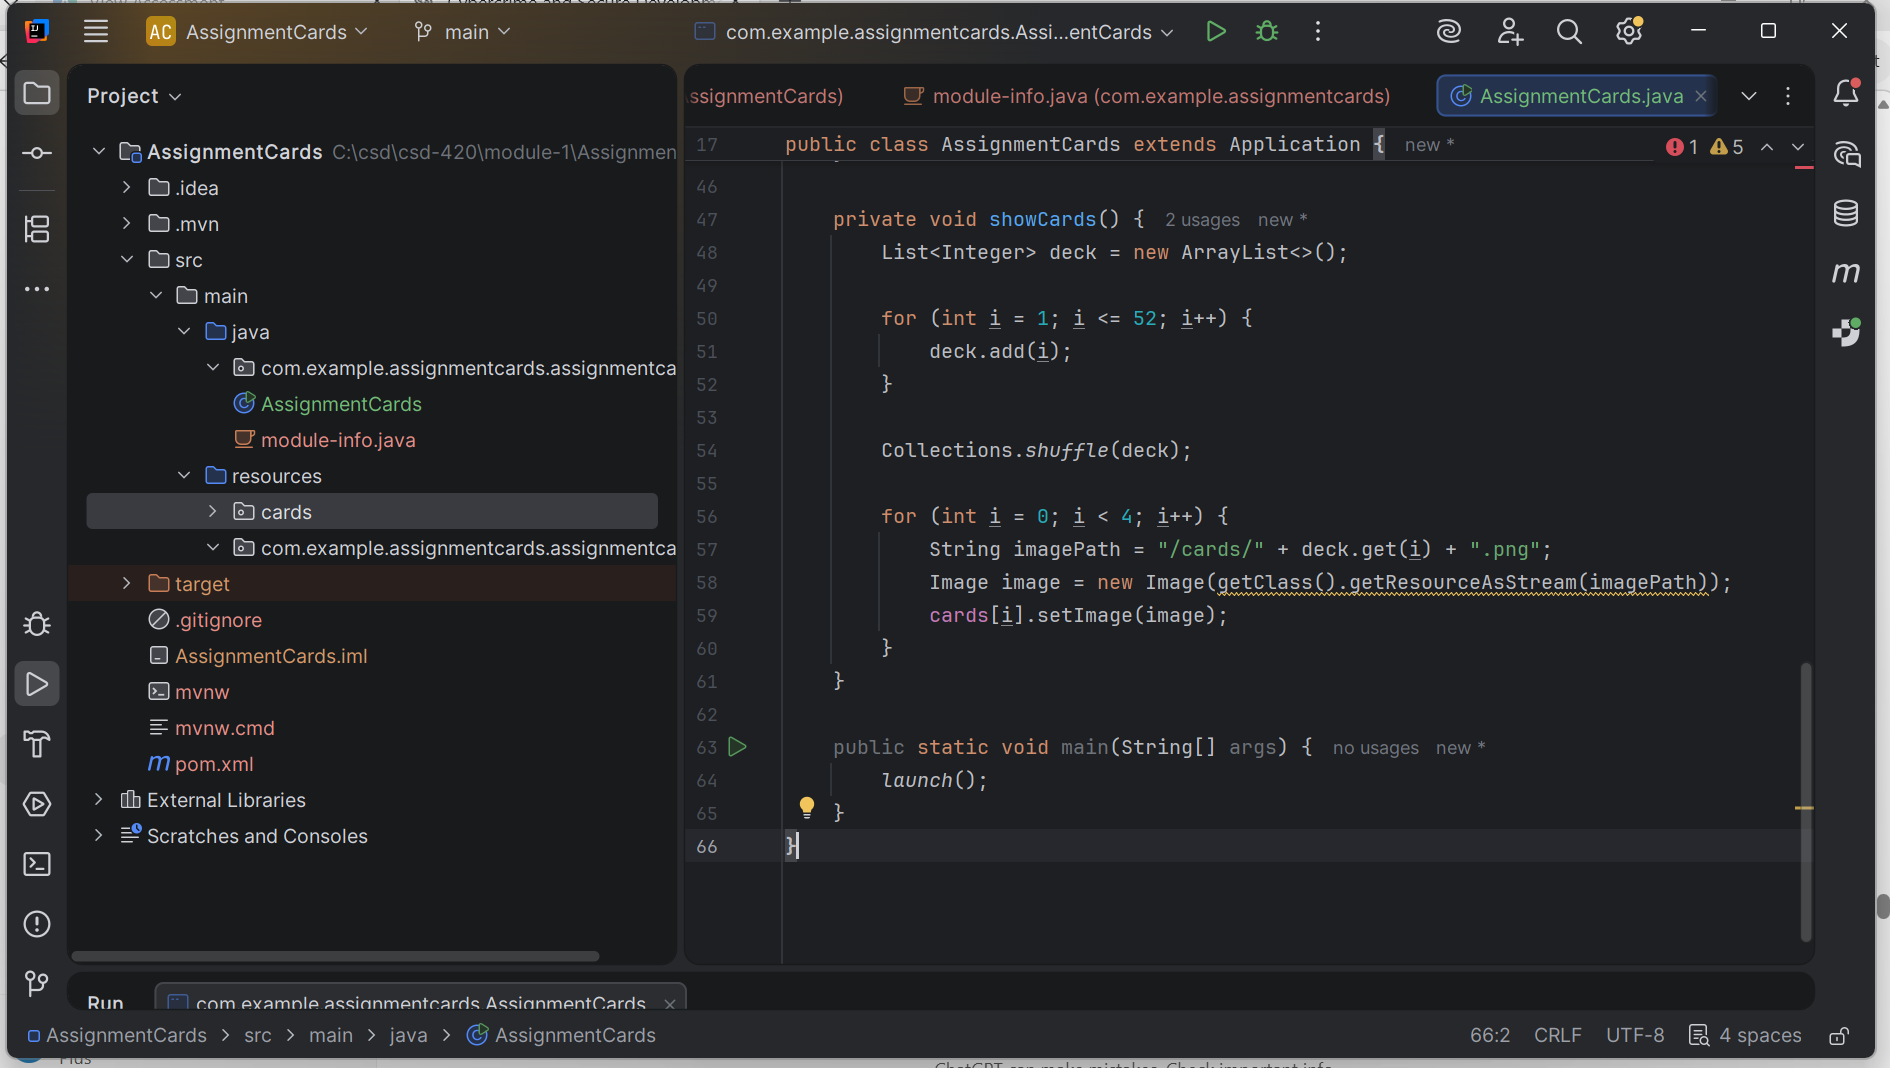 AC AssignmentCards main com.example.assignmentcards.Assi...entCards
Project
ssignmentCards) module-info.java (com.example.assignmentcards) AssignmentCards.java
AssignmentCards C:\csd\csd-420\module-1\Assignmen
.idea
.mvn
src
main
java
com.example.assignmentcards.assignmentca
AssignmentCards
module-info.java
resources
cards
com.example.assignmentcards.assignmentca
target
.gitignore
AssignmentCards.iml
mvnw
mvnw.cmd
m pom.xml
External Libraries
Scratches and Consoles
17 public class AssignmentCards extends Application { new * 1 5
46
47 private void showCards() { 2 usages new *
48 List<Integer> deck = new ArrayList<>();
49
50 for (int i = 1; i <= 52; i++) {
51 deck.add(i);
52 }
53
54 Collections.shuffle(deck);
55
56 for (int i = 0; i < 4; i++) {
57 String imagePath = "/cards/" + deck.get(i) + ".png";
58 Image image = new Image(getClass().getResourceAsStream(imagePath));
59 cards[i].setImage(image);
60 }
61 }
62
63 public static void main(String[] args) { no usages new *
64 launch();
65 }
66 }
m
Run com.example.assignmentcards.AssignmentCards
AssignmentCards > src > main > java > AssignmentCards 66:2 CRLF UTF-8 4 spaces
Plus
ChatGPT can make mistakes. Check important info.